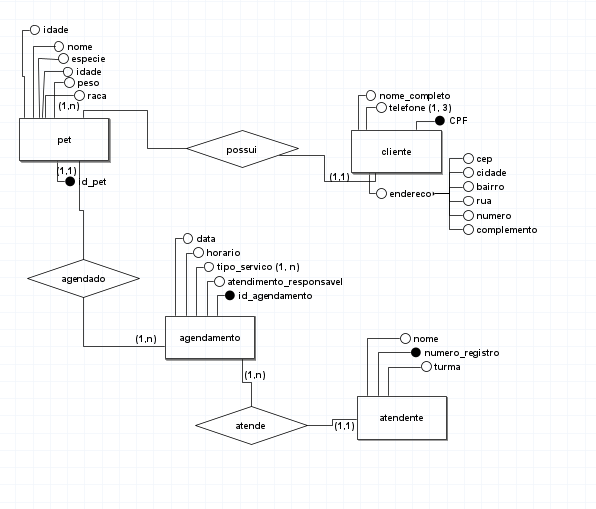 idade
nome
especie
idade
peso
raca
(1,n)
pet
(1,1)
d_pet
possui
nome_completo
telefone (1, 3)
CPF
cliente
(1,1)
endereco
cep
cidade
bairro
rua
numero
complemento
agendado
(1,n)
data
horario
tipo_servico (1, n)
atendimento_responsavel
id_agendamento
agendamento
(1,n)
atende
(1,1)
nome
numero_registro
turma
atendente